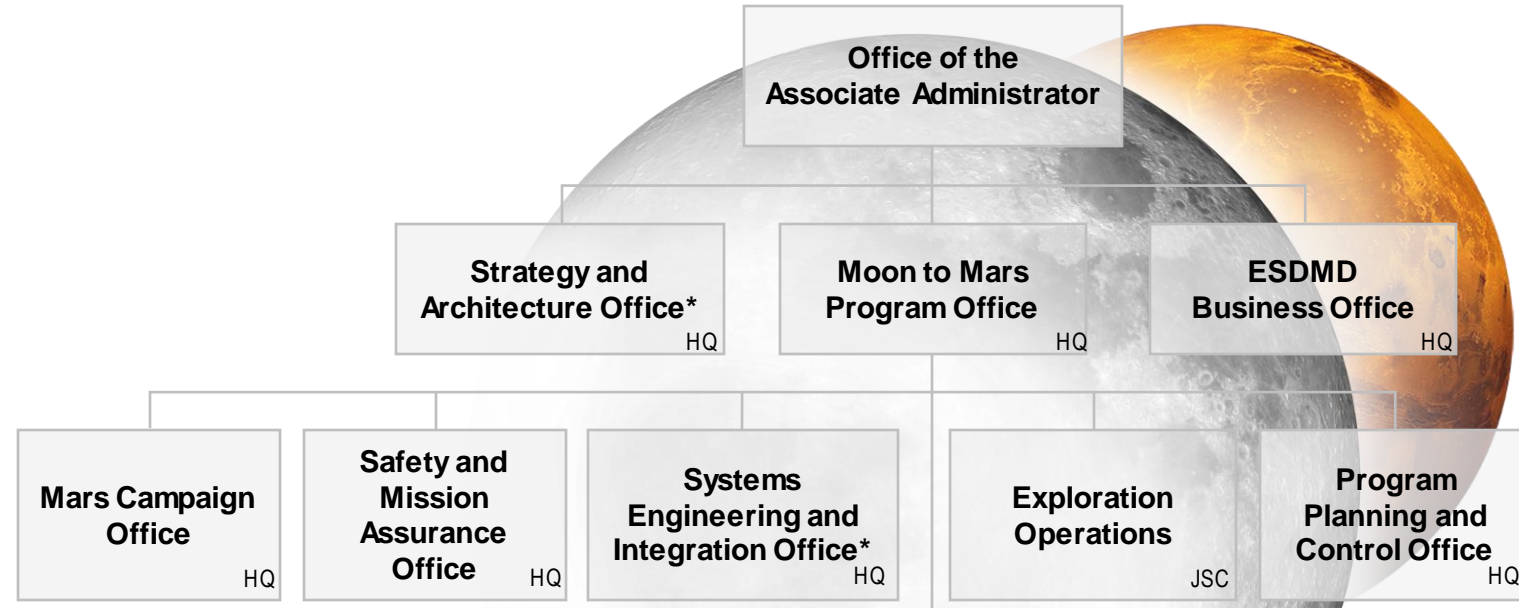 Office of the
Associate Administrator
Strategy and
Architecture Office*
HQ
Moon to Mars
Program Office
HQ
ESDMD
Business Office
HQ
Mars Campaign
Office
HQ
Safety and
Mission
Assurance
Office
HQ
Systems
Engineering and
Integration Office*
HQ
Exploration
Operations
JSC
Program
Planning and
Control Office
HQ